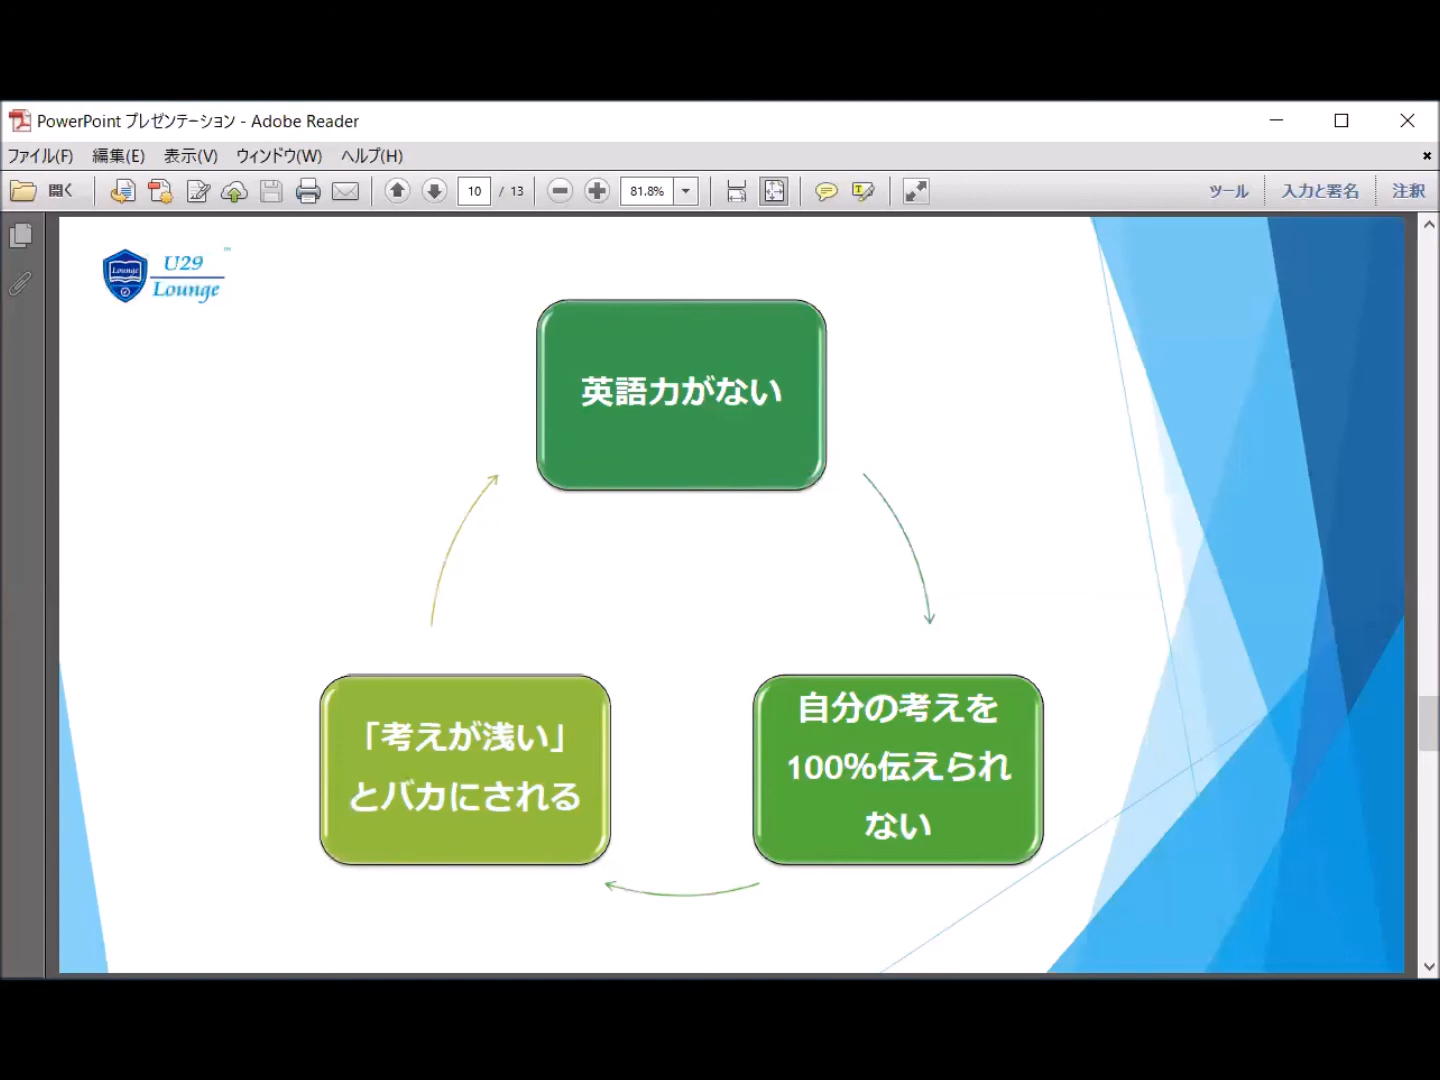 PowerPoint プレゼンテーション - Adobe Reader
ファイル(F) 編集(E) 表示(V) ウィンドウ(W) ヘルプ(H)
開く 10 / 13 81.8% ツール 入力と署名 注釈
Lounge
U29
Lounge
英語力がない
「考えが浅い」
とバカにされる
自分の考えを
100%伝えられ
ない